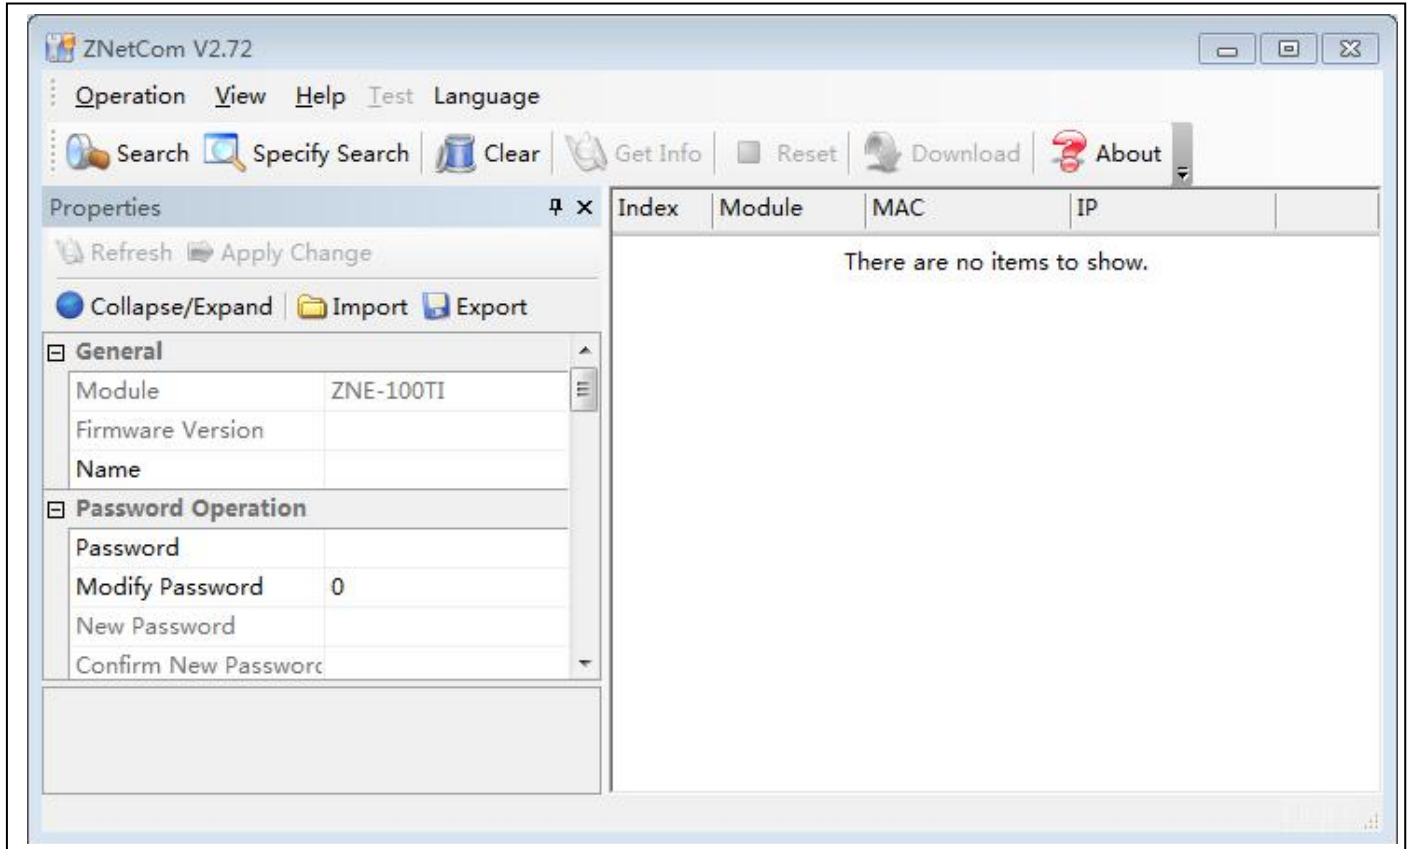 ZNetCom V2.72
Operation View Help Test Language
Search Specify Search Clear Get Info Reset Download About
Properties
Index Module MAC IP
Refresh Apply Change
There are no items to show.
Collapse/Expand Import Export
General
Module ZNE-100TI
Firmware Version
Name
Password Operation
Password
Modify Password 0
New Password
Confirm New Passworc